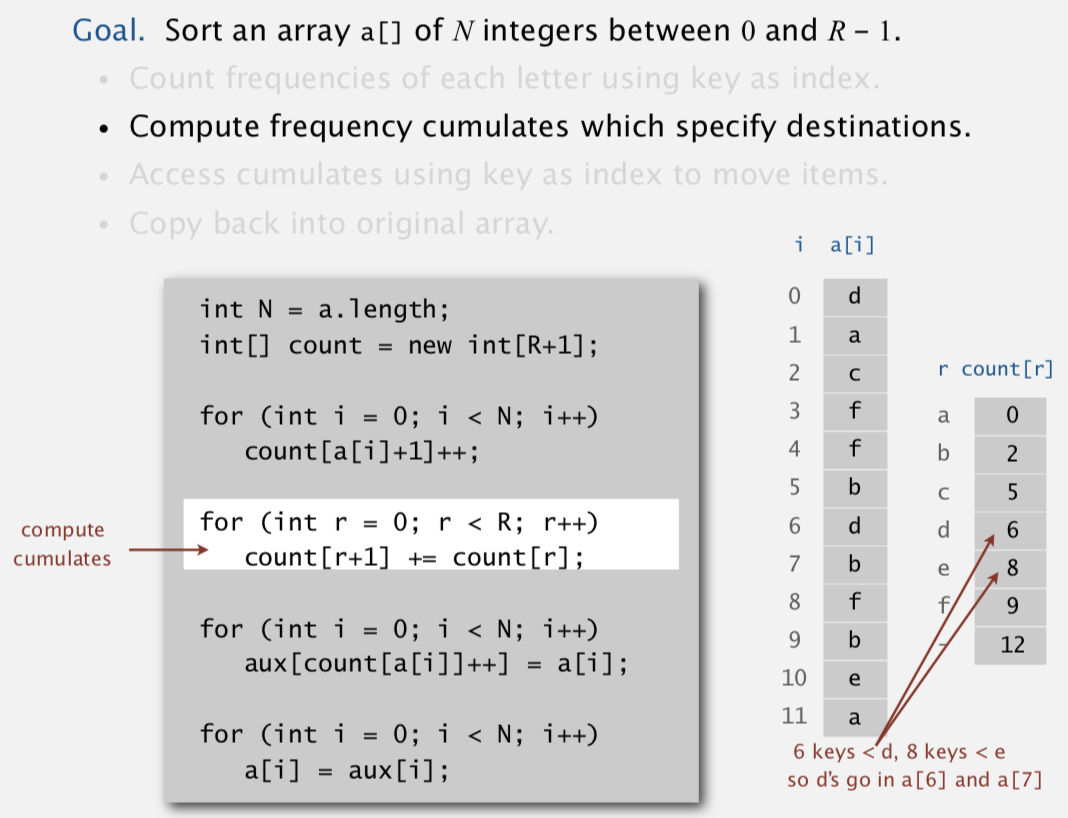 Goal. Sort an array a[] of N integers between 0 and R – 1.
• Count frequencies of each letter using key as index.
• Compute frequency cumulates which specify destinations.
• Access cumulates using key as index to move items.
• Copy back into original array.
int N = a.length;
int[] count = new int[R+1];
for (int i = 0; i < N; i++)
count[a[i]+1]++;
for (int r = 0; r < R; r++)
count[r+1] += count[r];
for (int i = 0; i < N; i++)
aux[count[a[i]]++] = a[i];
for (int i = 0; i < N; i++)
a[i] = aux[i];
compute
cumulates
i a[i]
0 d
1 a
2 c
3 f
4 f
5 b
6 d
7 b
8 f
9 b
10 e
11 a
r count[r]
a 0
b 2
c 5
d 6
e 8
f 9
- 12
6 keys < d, 8 keys < e
so d's go in a[6] and a[7]